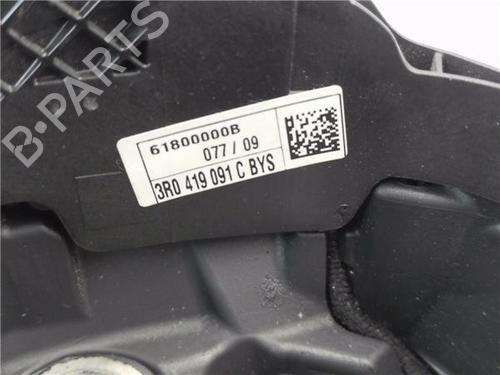 B-PARTS
61800000B
077 / 09
3R0 419 091 C BYS